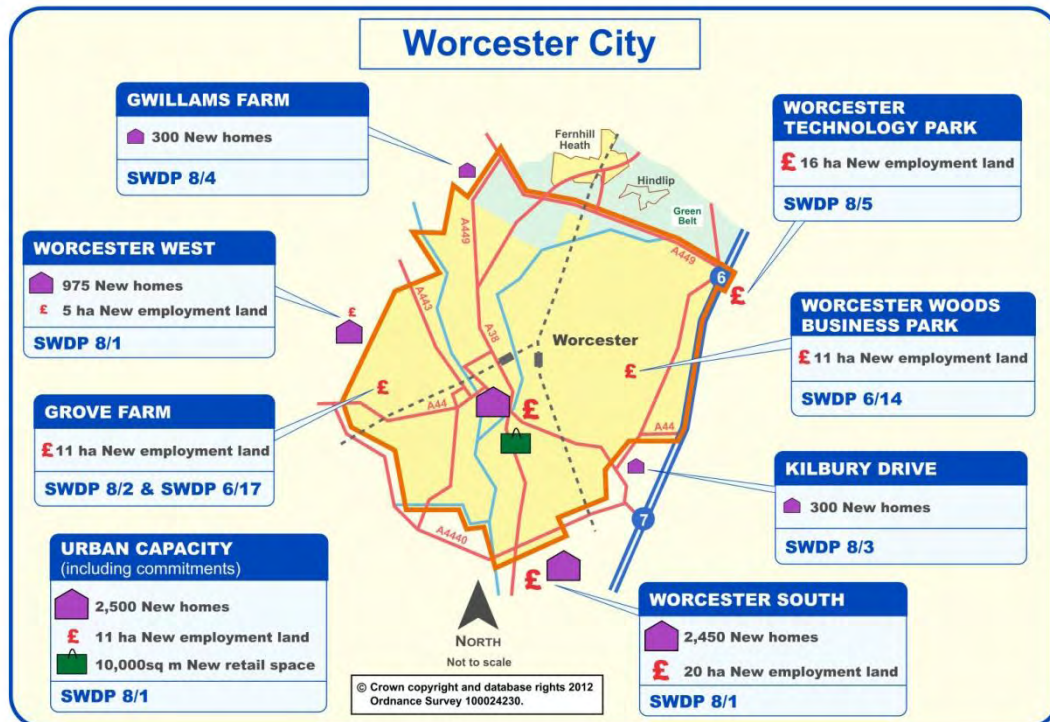 Worcester City
GWILLAMS FARM
300 New homes
SWDP 8/4
WORCESTER WEST
975 New homes
£ 5 ha New employment land
SWDP 8/1
GROVE FARM
£ 11 ha New employment land
SWDP 8/2 & SWDP 6/17
URBAN CAPACITY
(including commitments)
2,500 New homes
£ 11 ha New employment land
10,000sq m New retail space
SWDP 8/1
Fernhill
Heath
Hindlip
Green
Belt
A449
A449
6
£
A443
A38
£
£
Worcester
£
A44
£
A44
7
A4440
£
NORTH
Not to scale
© Crown copyright and database rights 2012
Ordnance Survey 100024230.
WORCESTER
TECHNOLOGY PARK
£ 16 ha New employment land
SWDP 8/5
WORCESTER WOODS
BUSINESS PARK
£ 11 ha New employment land
SWDP 6/14
KILBURY DRIVE
300 New homes
SWDP 8/3
WORCESTER SOUTH
2,450 New homes
£ 20 ha New employment land
SWDP 8/1